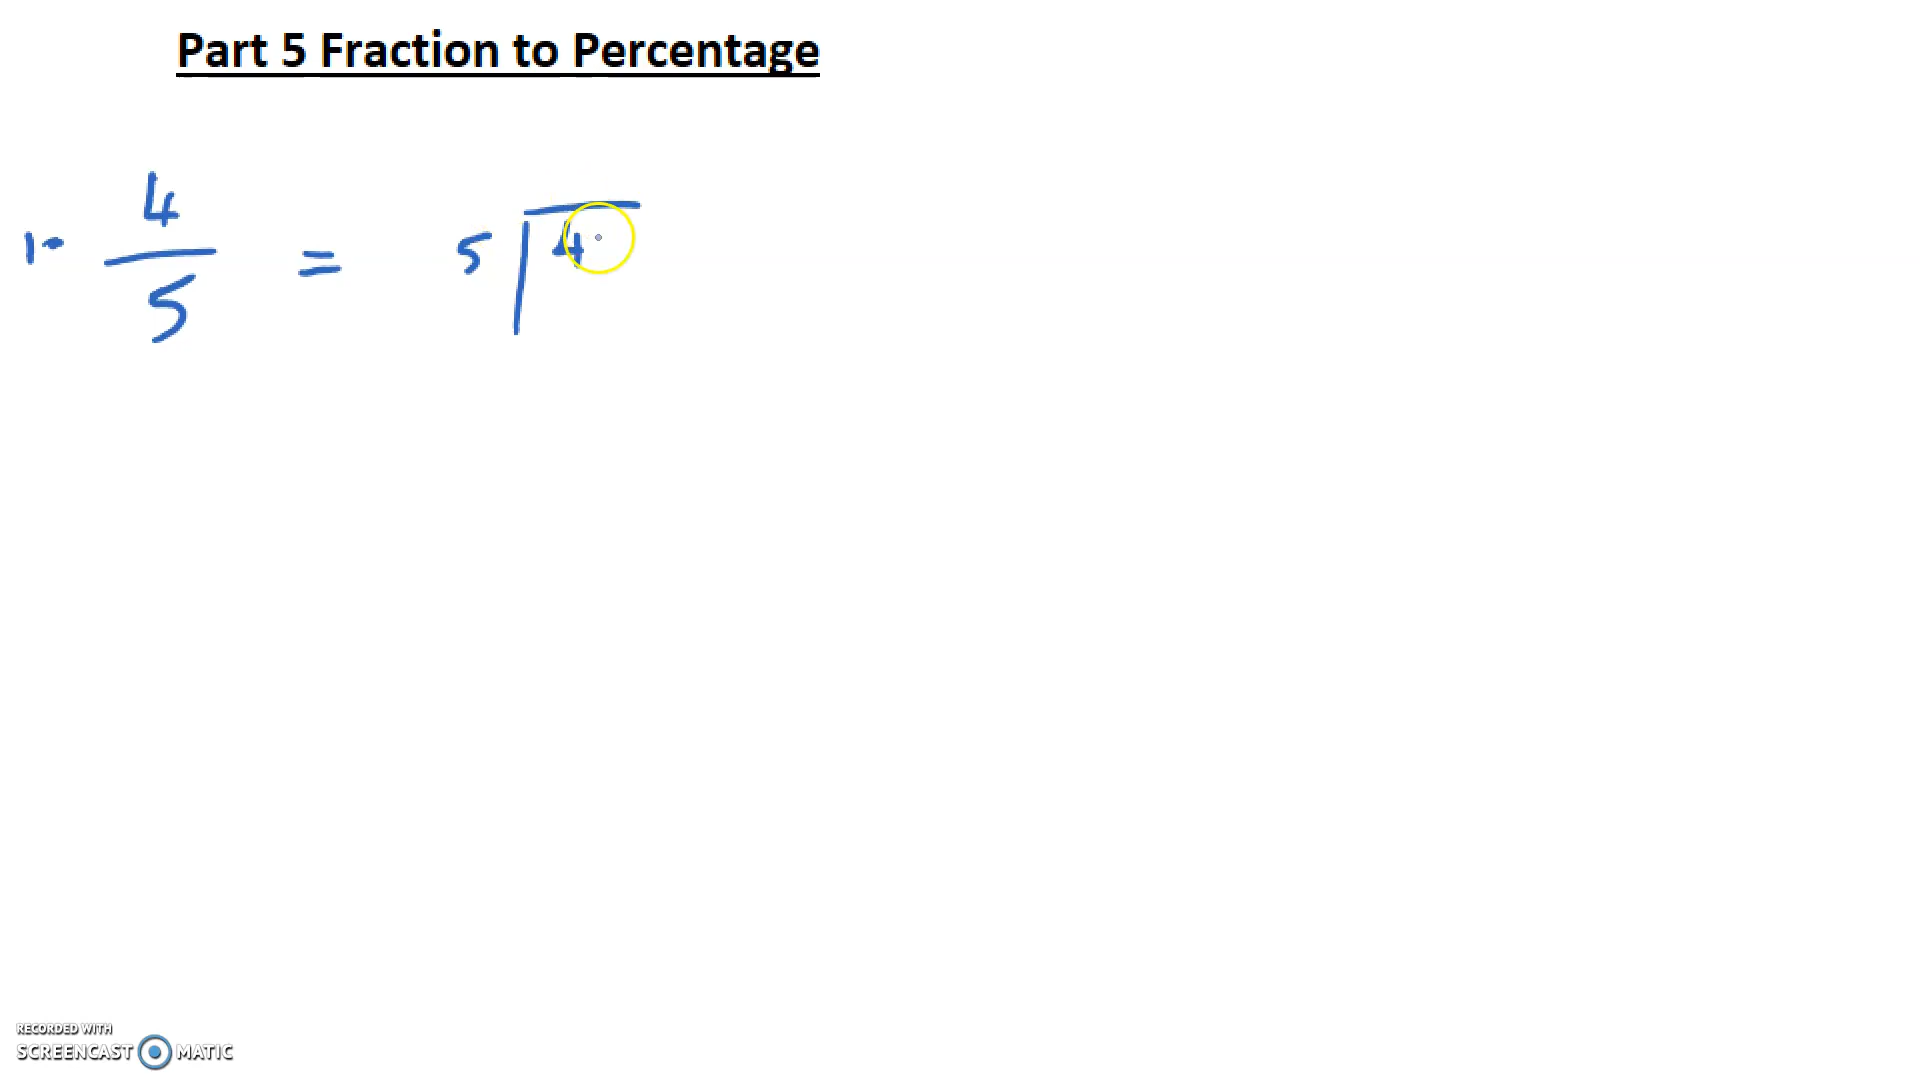 Part 5 Fraction to Percentage
1. 4/5 = 5 ⟌ 4
RECORDED WITH
SCREENCAST MATIC